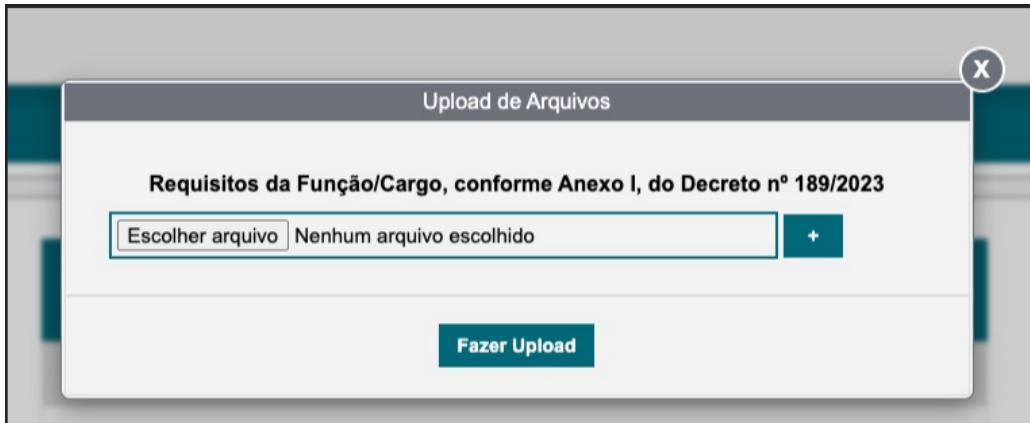 X
Upload de Arquivos
Requisitos da Função/Cargo, conforme Anexo I, do Decreto nº 189/2023
Escolher arquivo Nenhum arquivo escolhido +
Fazer Upload